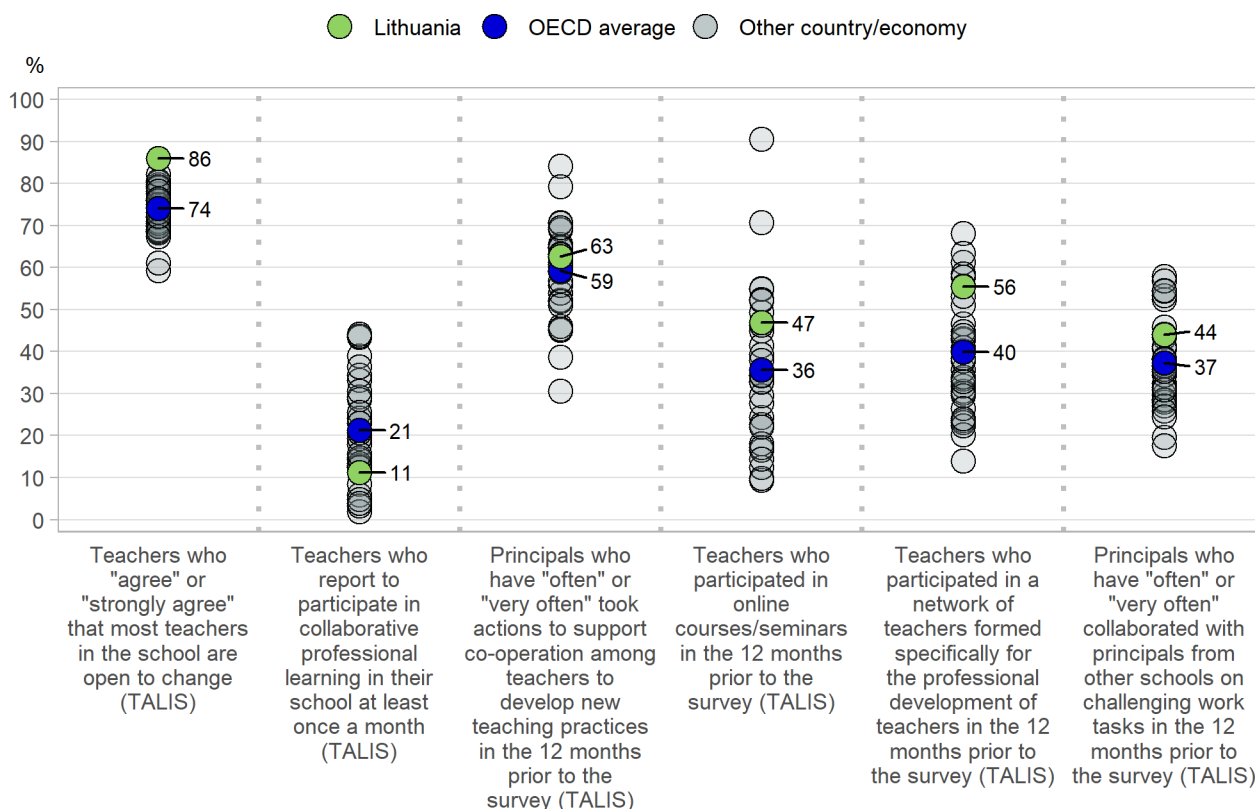 Lithuania OECD average Other country/economy
%
100
90
80
70
60
50
40
30
20
10
0
86
74
21
11
63
59
47
36
56
40
44
37
Teachers who
"agree" or
"strongly agree"
that most teachers
in the school are
open to change
(TALIS)
Teachers who
report to
participate in
collaborative
professional
learning in their
school at least
once a month
(TALIS)
Principals who
have "often" or
"very often" took
actions to support
co-operation among
teachers to
develop new
teaching practices
in the 12 months
prior to the
survey (TALIS)
Teachers who
participated in
online
courses/seminars
in the 12 months
prior to the
survey (TALIS)
Teachers who
participated in a
network of
teachers formed
specifically for
the professional
development of
teachers in the 12
months prior to
the survey (TALIS)
Principals who
have "often" or
"very often"
collaborated with
principals from
other schools on
challenging work
tasks in the 12
months prior to
the survey (TALIS)